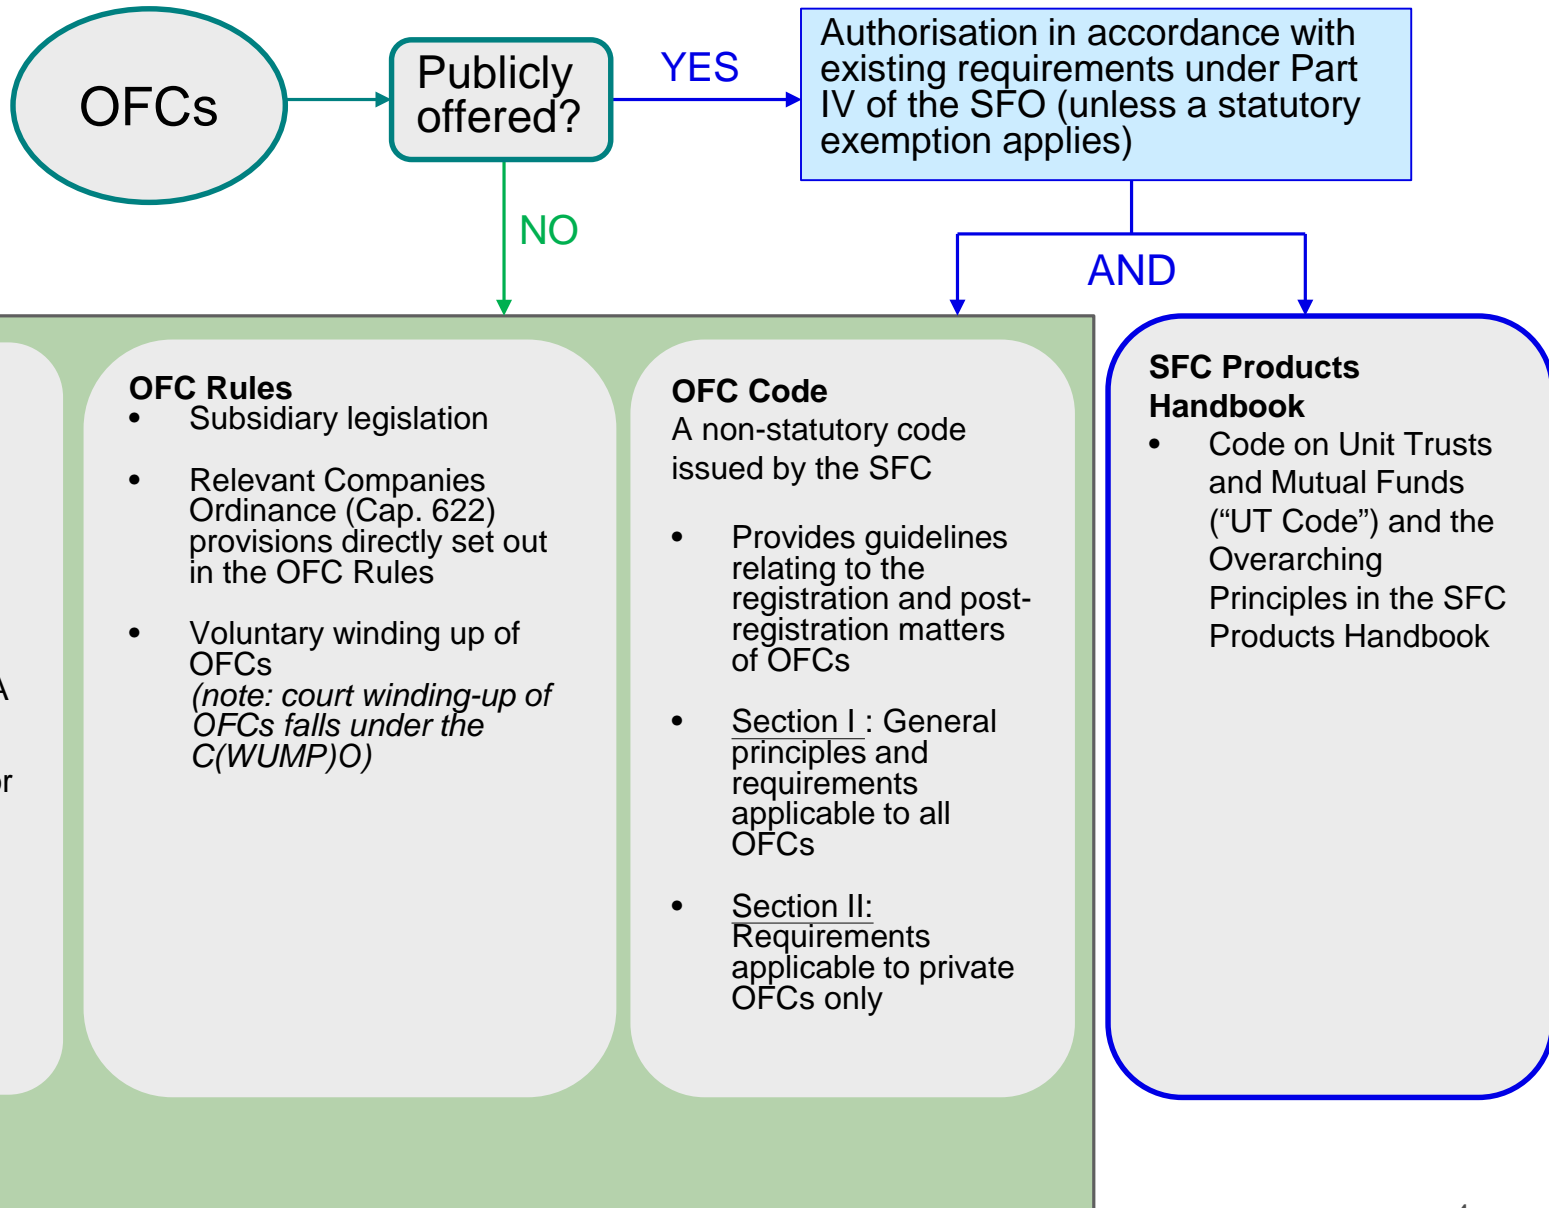 OFCs
Publicly
offered?
YES
Authorisation in accordance with
existing requirements under Part
IV of the SFO (unless a statutory
exemption applies)
NO
AND
OFC Rules
• Subsidiary legislation
• Relevant Companies
Ordinance (Cap. 622)
provisions directly set out
in the OFC Rules
• Voluntary winding up of
OFCs
(note: court winding-up of
OFCs falls under the
C(WUMP)O)
OFC Code
A non-statutory code
issued by the SFC
• Provides guidelines
relating to the
registration and post-
registration matters
of OFCs
• Section I : General
principles and
requirements
applicable to all
OFCs
• Section II:
Requirements
applicable to private
OFCs only
SFC Products
Handbook
• Code on Unit Trusts
and Mutual Funds
(“UT Code”) and the
Overarching
Principles in the SFC
Products Handbook